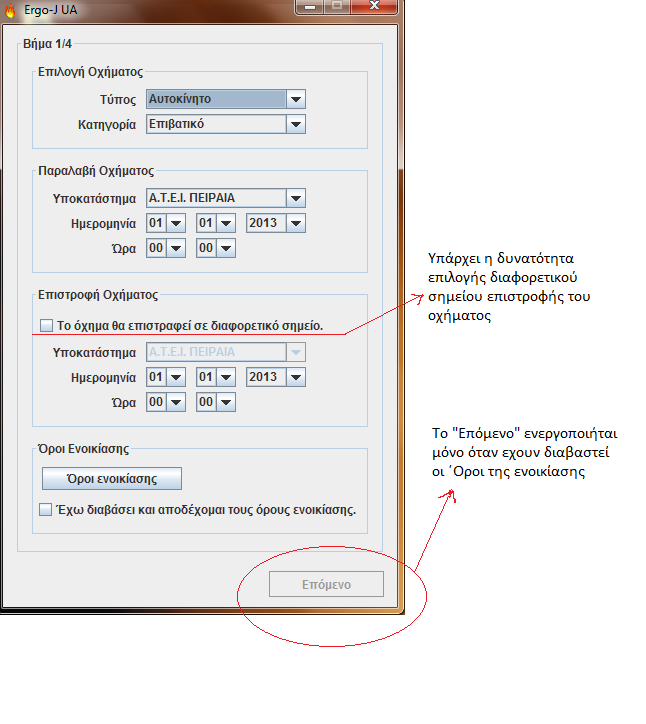 Ergo-J UA
Βήμα 1/4
Επιλογή Οχήματος
Τύπος Αυτοκίνητο
Κατηγορία Επιβατικό
Παραλαβή Οχήματος
Υποκατάστημα Α.Τ.Ε.Ι. ΠΕΙΡΑΙΑ
Ημερομηνία 01 01 2013
Ώρα 00 00
Επιστροφή Οχήματος
Το όχημα θα επιστραφεί σε διαφορετικό σημείο.
Υποκατάστημα Α.Τ.Ε.Ι. ΠΕΙΡΑΙΑ
Ημερομηνία 01 01 2013
Ώρα 00 00
Όροι Ενοικίασης
Όροι ενοικίασης
Έχω διαβάσει και αποδέχομαι τους όρους ενοικίασης.
Επόμενο
Υπάρχει η δυνατότητα
επιλογής διαφορετικού
σημείου επιστροφής του
οχήματος
Το "Επόμενο" ενεργοποιήται
μόνο όταν εχουν διαβαστεί
οι ΄Οροι της ενοικίασης